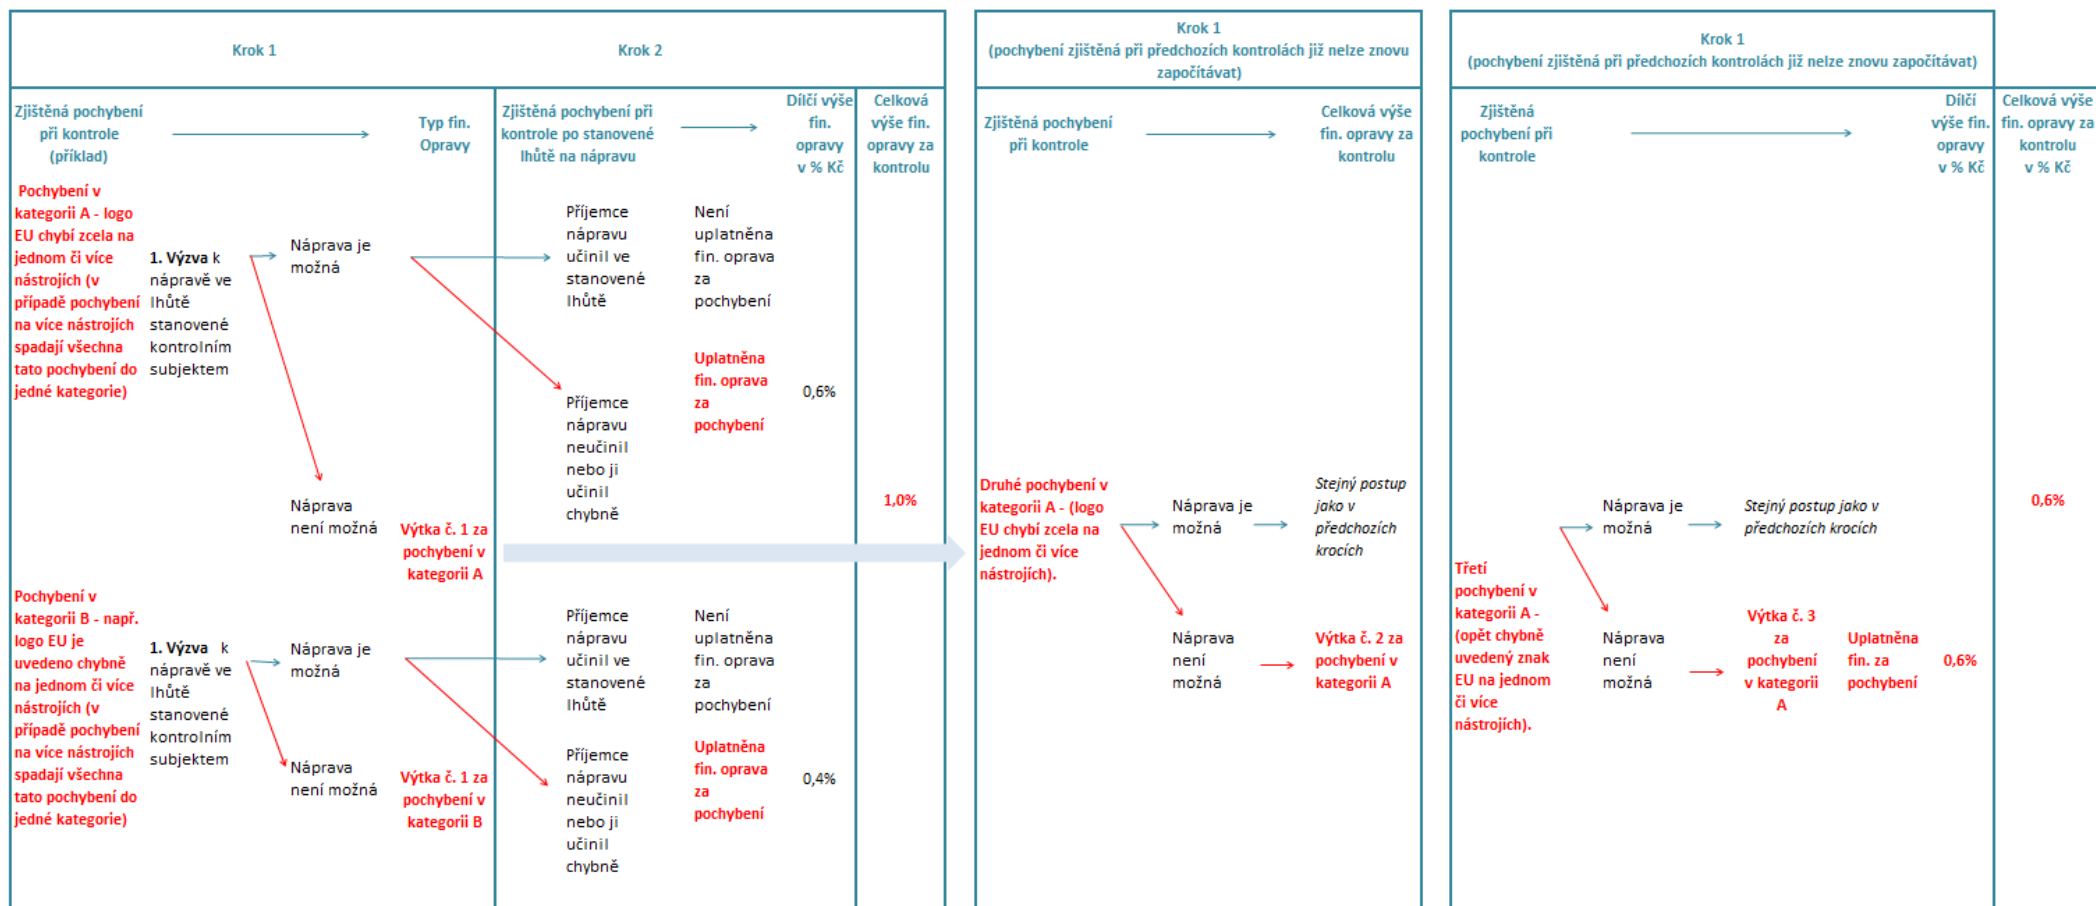 Krok 1
Krok 2
Zjištěná pochybení
při kontrole
(příklad)
Typ fin.
Opravy
Zjištěná pochybení při
kontrole po stanovené
lhůtě na nápravu
Dílčí výše
fin.
opravy
v % Kč
Celková
výše fin.
opravy za
kontrolu
Pochybení v
kategorii A - logo
EU chybí zcela na
jednom či více
nástrojích (v
případě pochybení
na více nástrojích
spadají všechna
tato pochybení do
jedné kategorie)
1. Výzva k
nápravě ve
lhůtě
stanovené
kontrolním
subjektem
Náprava je
možná
Náprava
není možná
Výtka č. 1 za
pochybení v
kategorii A
Příjemce
nápravu
učinil ve
stanovené
lhůtě
Není
uplatněna
fin. oprava
za
pochybení
Příjemce
nápravu
neučinil
nebo ji
učinil
chybně
Uplatněna
fin. oprava
za
pochybení
0,6%
1,0%
Pochybení v
kategorii B - např.
logo EU je
uvedeno chybně
na jednom či více
nástrojích (v
případě pochybení
na více nástrojích
spadají všechna
tato pochybení do
jedné kategorie)
1. Výzva k
nápravě ve
lhůtě
stanovené
kontrolním
subjektem
Náprava je
možná
Náprava
není možná
Výtka č. 1 za
pochybení v
kategorii B
Příjemce
nápravu
učinil ve
stanovené
lhůtě
Není
uplatněna
fin. oprava
za
pochybení
Příjemce
nápravu
neučinil
nebo ji
učinil
chybně
Uplatněna
fin. oprava
za
pochybení
0,4%
Krok 1
(pochybení zjištěná při předchozích kontrolách již nelze znovu
započítávat)
Zjištěná pochybení
při kontrole
Celková výše
fin. opravy za
kontrolu
Druhé pochybení v
kategorii A - (logo
EU chybí zcela na
jednom či více
nástrojích).
Náprava je
možná
Stejný postup
jako v
předchozích
krocích
Náprava
není
možná
Výtka č. 2 za
pochybení v
kategorii A
Krok 1
(pochybení zjištěná při předchozích kontrolách již nelze znovu započítávat)
Zjištěná
pochybení při
kontrole
Dílčí
výše fin.
opravy
v % Kč
Celková výše
fin. opravy za
kontrolu
v % Kč
Třetí
pochybení v
kategorii A -
(opět chybně
uvedený znak
EU na jednom
či více
nástrojích).
Náprava je
možná
Stejný postup jako v
předchozích krocích
Náprava
není
možná
Výtka č. 3
za
pochybení
v kategorii
A
Uplatněna
fin. za
pochybení
0,6%
0,6%